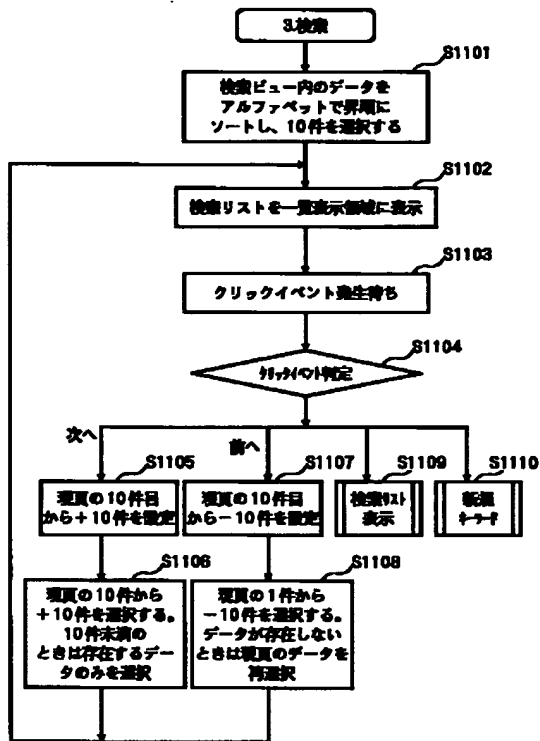 3.検索
S1101
検索ビュー内のデータを
アルファベットで昇順に
ソートし、10件を選択する
S1102
検索リストを一覧表示領域に表示
S1103
クリックイベント発生待ち
S1104
クリックイベント判定
次へ
前へ
S1105
S1107
S1109
S1110
現頁の10件目
から+10件を設定
現頁の10件目
から-10件を設定
検索リスト
表示
新規
キーワード
S1106
S1108
現頁の10件から
+10件を選択する。
10件未満の
ときは存在するデー
タのみを選択
現頁の1件から
-10件を選択する。
データが存在しない
ときは現頁のデータを
再選択